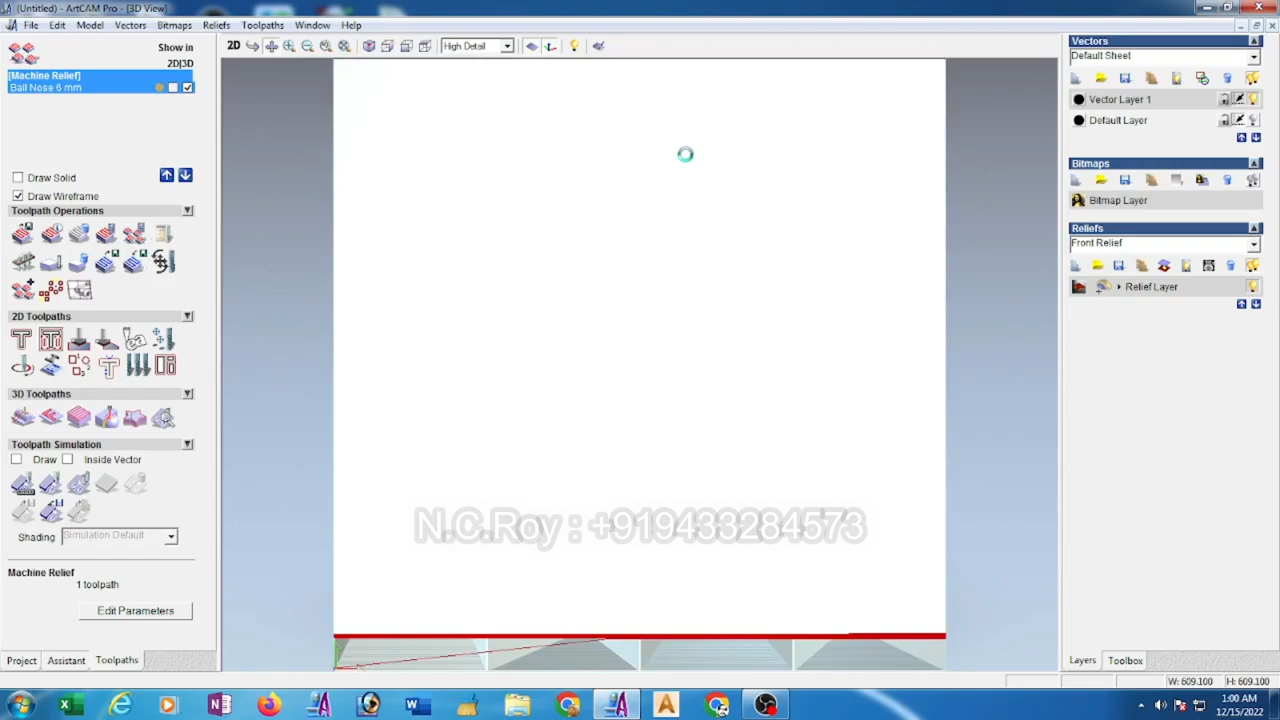 (Untitled) - ArtCAM Pro - [3D View]
File Edit Model Vectors Bitmaps Reliefs Toolpaths Window Help
Show in
2D|3D
2D
High Detail
[Machine Relief]
Ball Nose 6 mm
Draw Solid
Draw Wireframe
Toolpath Operations
2D Toolpaths
3D Toolpaths
Toolpath Simulation
Draw Inside Vector
Shading Simulation Default
Machine Relief
1 toolpath
Edit Parameters
Project Assistant Toolpaths
N.C.Roy : +919433284573
Vectors
Default Sheet
Vector Layer 1
Default Layer
Bitmaps
Bitmap Layer
Reliefs
Front Relief
Relief Layer
Layers Toolbox
W: 609.100 H: 609.100
1:00 AM
12/15/2022